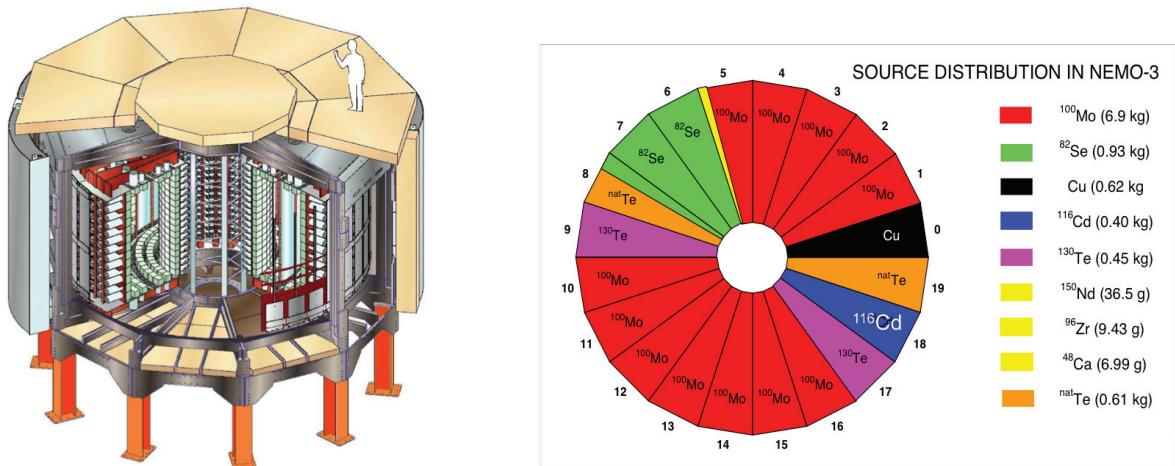 SOURCE DISTRIBUTION IN NEMO-3
5
4
3
2
1
0
19
18
17
16
15
14
13
12
11
10
9
8
7
6
¹⁰⁰Mo
¹⁰⁰Mo
¹⁰⁰Mo
¹⁰⁰Mo
¹⁰⁰Mo
Cu
ⁿᵃᵗTe
¹¹⁶Cd
¹³⁰Te
¹⁰⁰Mo
¹⁰⁰Mo
¹⁰⁰Mo
¹⁰⁰Mo
¹⁰⁰Mo
¹⁰⁰Mo
¹⁰⁰Mo
¹³⁰Te
ⁿᵃᵗTe
⁸²Se
⁸²Se
¹⁰⁰Mo (6.9 kg)
⁸²Se (0.93 kg)
Cu (0.62 kg
¹¹⁶Cd (0.40 kg)
¹³⁰Te (0.45 kg)
¹⁵⁰Nd (36.5 g)
⁹⁶Zr (9.43 g)
⁴⁸Ca (6.99 g)
ⁿᵃᵗTe (0.61 kg)